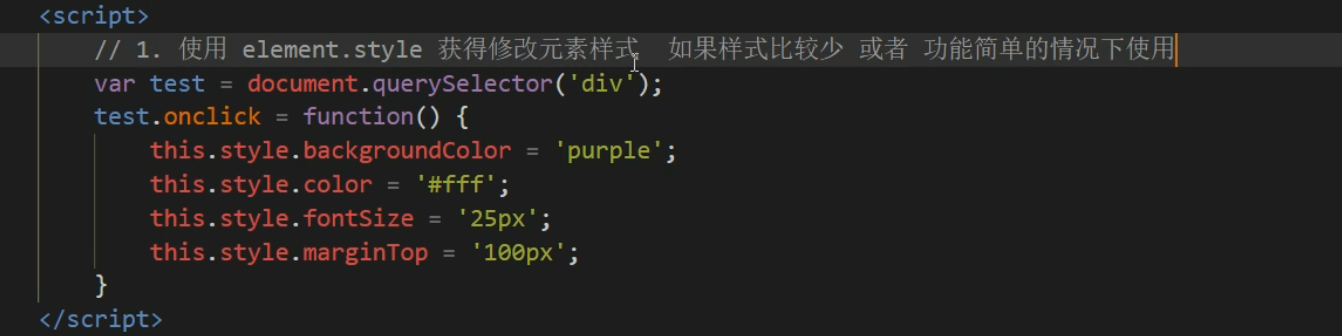 <script>
// 1. 使用 element.style 获得修改元素样式  如果样式比较少 或者 功能简单的情况下使用
var test = document.querySelector('div');
test.onclick = function() {
this.style.backgroundColor = 'purple';
this.style.color = '#fff';
this.style.fontSize = '25px';
this.style.marginTop = '100px';
}
</script>